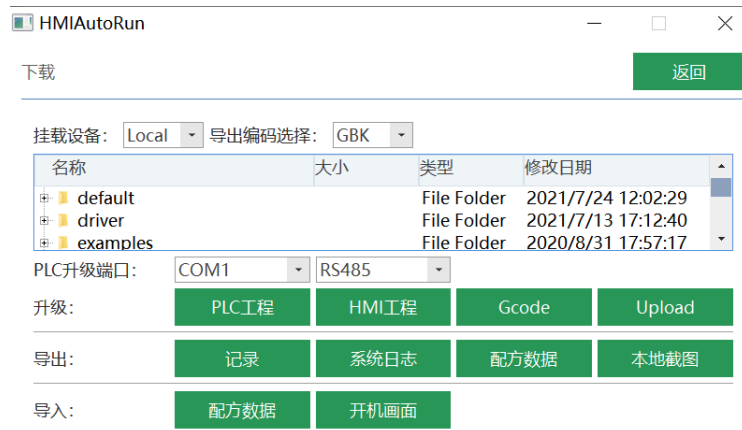 HMIAutoRun
下载 返回
挂载设备: Local 导出编码选择: GBK
名称 大小 类型 修改日期
default File Folder 2021/7/24 12:02:29
driver File Folder 2021/7/13 17:12:40
examples File Folder 2020/8/31 17:57:17
PLC升级端口: COM1 RS485
升级: PLC工程 HMI工程 Gcode Upload
导出: 记录 系统日志 配方数据 本地截图
导入: 配方数据 开机画面